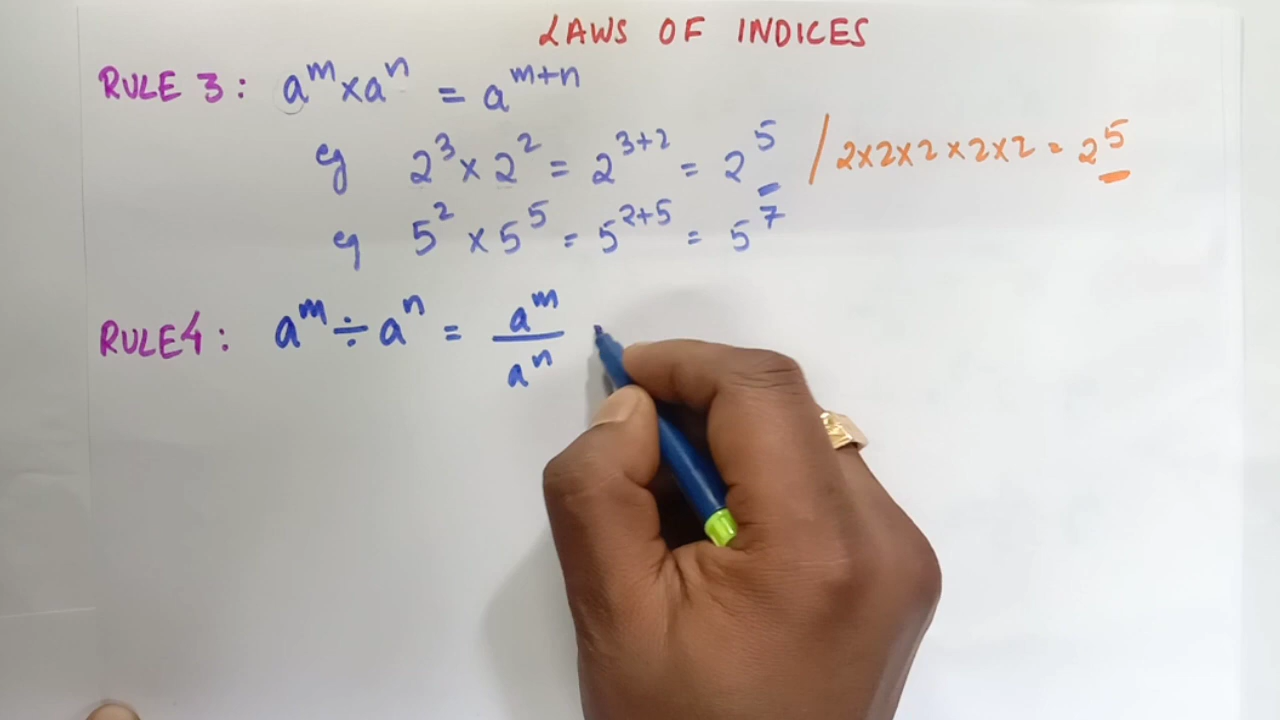 LAWS OF INDICES
RULE 3: a^m × a^n = a^{m+n}
eg 2^3 × 2^2 = 2^{3+2} = 2^5 / 2×2×2×2×2 = 2^5
eg 5^2 × 5^5 = 5^{2+5} = 5^7
RULE 4: a^m ÷ a^n = a^m/a^n